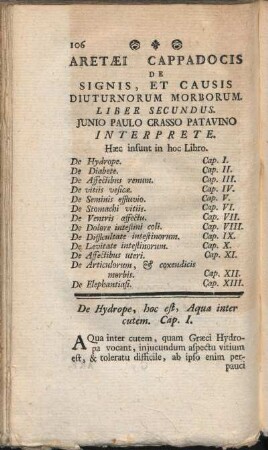 106
ARETÆI CAPPADOCIS
DE
SIGNIS, ET CAUSIS
DIUTURNORUM MORBORUM.
LIBER SECUNDUS.
JUNIO PAULO CRASSO PATAVINO
INTERPRETE.
Hæc insunt in hoc Libro.
De Hydrope. Cap. I.
De Diabete. Cap. II.
De Affectibus renum. Cap. III.
De vitiis vesicæ. Cap. IV.
De Seminis effluvio. Cap. V.
De Stomachi vitiis. Cap. VI.
De Ventris affectu. Cap. VII.
De Dolore intestini coli. Cap. VIII.
De Difficultate intestinorum. Cap. IX.
De Levitate intestinorum. Cap. X.
De Affectibus uteri. Cap. XI.
De Articulorum, & coxendicis
morbis. Cap. XII.
De Elephantiasi. Cap. XIII.
De Hydrope, hoc est, Aqua inter
cutem. Cap. I.
AQua inter cutem, quam Græci Hydro-
pa vocant, injucundum aspectu vitium
est, & toleratu difficile, ab ipso enim per-
pauci